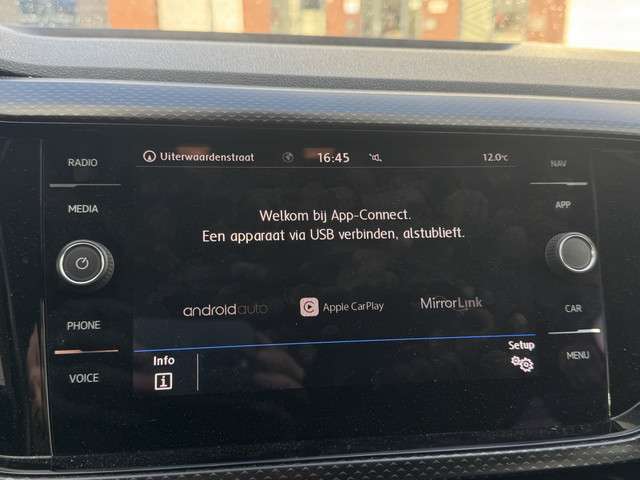 RADIO
MEDIA
PHONE
VOICE
Uiterwaardenstraat 16:45 12.0°C
Welkom bij App-Connect.
Een apparaat via USB verbinden, alstublieft.
androidauto Apple CarPlay MirrorLink
Info Setup
NAV
APP
CAR
MENU